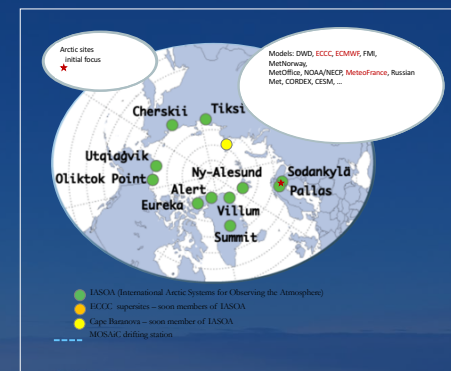 Arctic sites
initial focus
Models: DWD, ECCC, ECMWF, FMI,
MetNorway,
MetOffice, NOAA/NECP, MeteoFrance, Russian
Met, CORDEX, CESM, ...
Cherskii
Tiksi
Utqiaġvik
Oliktok Point
Ny-Alesund
Sodankylä
Pallas
Alert
Eureka
Villum
Summit
IASOA (International Arctic Systems for Observing the Atmosphere)
ECCC supersites – soon members of IASOA
Cape Baranova – soon member of IASOA
MOSAiC drifting station